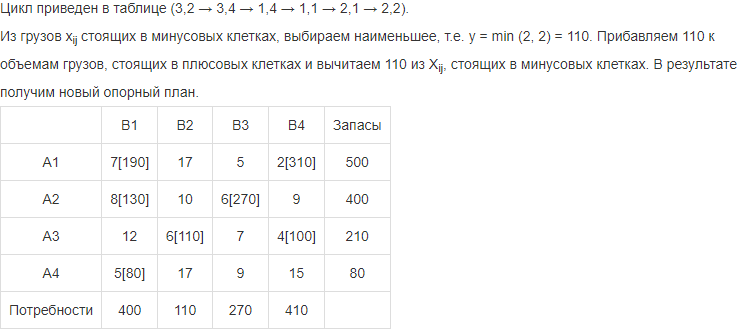 Цикл приведен в таблице (3,2 → 3,4 → 1,4 → 1,1 → 2,1 → 2,2).
Из грузов xij стоящих в минусовых клетках, выбираем наименьшее, т.е. y = min (2, 2) = 110. Прибавляем 110 к
объемам грузов, стоящих в плюсовых клетках и вычитаем 110 из Xij, стоящих в минусовых клетках. В результате
получим новый опорный план.
B1 B2 B3 B4 Запасы
A1 7[190] 17 5 2[310] 500
A2 8[130] 10 6[270] 9 400
A3 12 6[110] 7 4[100] 210
A4 5[80] 17 9 15 80
Потребности 400 110 270 410